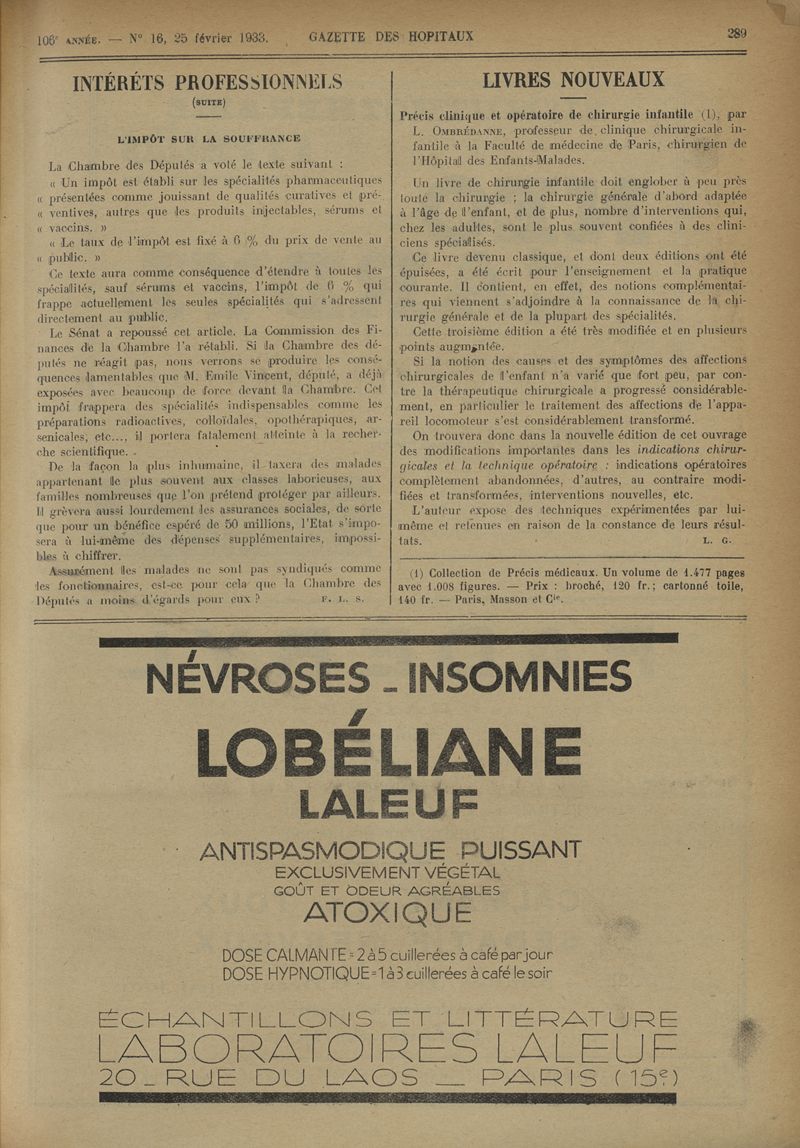 106e ANNÉE. — N° 16, 25 février 1933. GAZETTE DES HOPITAUX 289
INTÉRÉTS PROFESSIONNELS
(SUITE)
L'IMPÔT SUR LA SOUFFRANCE
La Chambre des Députés a voté le texte suivant :
« Un impôt est établi sur les spécialités pharmaceutiques
« présentées comme jouissant de qualités curatives et pré-
« ventives, autres que les produits injectables, sérums et
« vaccins. »
« Le taux de l'impôt est fixé à 6 % du prix de vente au
« public. »
Ce texte aura comme conséquence d'étendre à toutes les
spécialités, sauf sérums et vaccins, l'impôt de 6 % qui
frappe actuellement les seules spécialités qui s'adressent
directement au public.
Le Sénat a repoussé cet article. La Commission des Fi-
nances de la Chambre l'a rétabli. Si la Chambre des dé-
putés ne réagit pas, nous verrons se produire les consé-
quences lamentables que M. Emile Vincent, député, a déjà
exposées avec beaucoup de force devant la Chambre. Cet
impôt frappera des spécialités indispensables comme les
préparations radioactives, colloïdales, opothérapiques, ar-
senicales, etc..., il portera fatalement atteinte à la recher-
che scientifique.
De la façon la plus inhumaine, il taxera des malades
appartenant le plus souvent aux classes laborieuses, aux
familles nombreuses que l'on prétend protéger par ailleurs.
Il grèvera aussi lourdement les assurances sociales, de sorte
que pour un bénéfice espéré de 50 millions, l'Etat s'impo-
sera à lui-même des dépenses supplémentaires, impossi-
bles à chiffrer.
Assurément les malades ne sont pas syndiqués comme
les fonctionnaires, est-ce pour cela que la Chambre des
Députés a moins d'égards pour eux ? F. L. S.
LIVRES NOUVEAUX
Précis clinique et opératoire de chirurgie infantile (1), par
L. OMBRÉDANNE, professeur de clinique chirurgicale in-
fantile à la Faculté de médecine de Paris, chirurgien de
l'Hôpital des Enfants-Malades.
Un livre de chirurgie infantile doit englober à peu près
toute la chirurgie ; la chirurgie générale d'abord adaptée
à l'âge de l'enfant, et de plus, nombre d'interventions qui,
chez les adultes, sont le plus souvent confiées à des clini-
ciens spécialisés.
Ce livre devenu classique, et dont deux éditions ont été
épuisées, a été écrit pour l'enseignement et la pratique
courante. Il contient, en effet, des notions complémentai-
res qui viennent s'adjoindre à la connaissance de la chi-
rurgie générale et de la plupart des spécialités.
Cette troisième édition a été très modifiée et en plusieurs
points augmentée.
Si la notion des causes et des symptômes des affections
chirurgicales de l'enfant n'a varié que fort peu, par con-
tre la thérapeutique chirurgicale a progressé considérable-
ment, en particulier le traitement des affections de l'appa-
reil locomoteur s'est considérablement transformé.
On trouvera donc dans la nouvelle édition de cet ouvrage
des modifications importantes dans les indications chirur-
gicales et la technique opératoire : indications opératoires
complètement abandonnées, d'autres, au contraire modi-
fiées et transformées, interventions nouvelles, etc.
L'auteur expose des techniques expérimentées par lui-
même et retenues en raison de la constance de leurs résul-
tats. L. G.
(1) Collection de Précis médicaux. Un volume de 1.477 pages
avec 1.008 figures. — Prix : broché, 120 fr.; cartonné toile,
140 fr. — Paris, Masson et Cie.
NÉVROSES - INSOMNIES
LOBÉLIANE
LALEUF
ANTISPASMODIQUE PUISSANT
EXCLUSIVEMENT VÉGÉTAL
GOÛT ET ODEUR AGRÉABLES
ATOXIQUE
DOSE CALMANTE = 2 à 5 cuillerées à café par jour
DOSE HYPNOTIQUE = 1 à 3 cuillerées à café le soir
ÉCHANTILLONS ET LITTÉRATURE
LABORATOIRES LALEUF
20 - RUE DU LAOS — PARIS (15e)